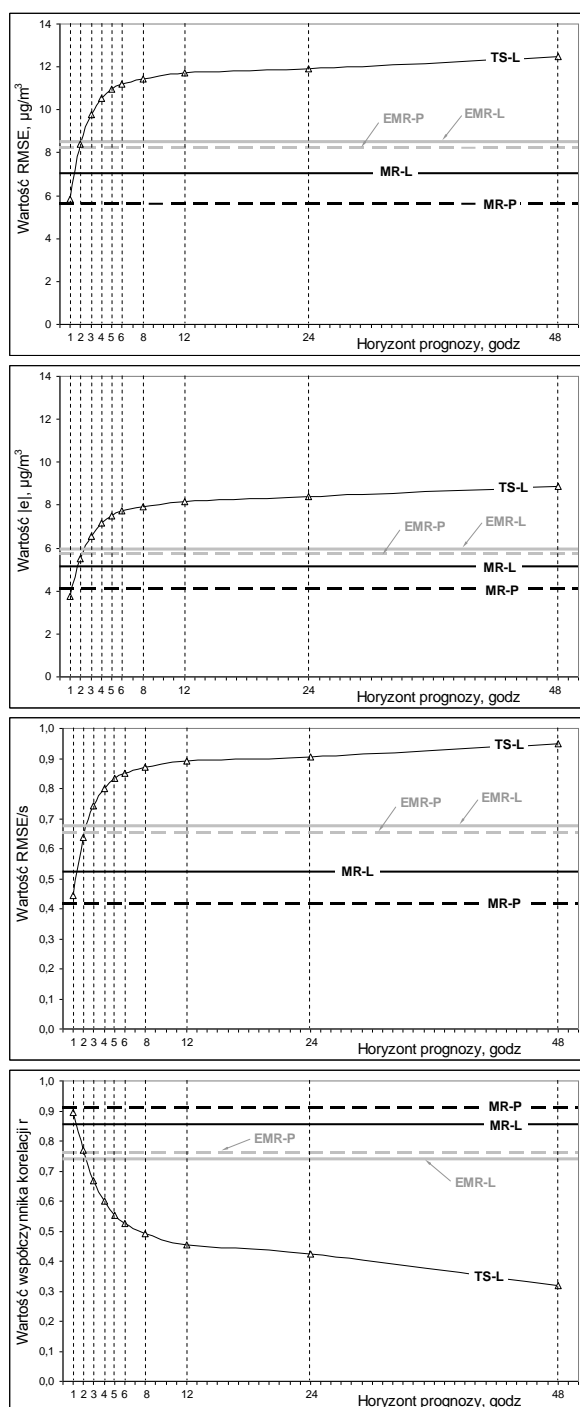 Wartość RMSE, µg/m³
14
12
10
8
6
4
2
0
TS-L
EMR-P
EMR-L
MR-L
MR-P
1 2 3 4 5 6 8 12 24 48
Horyzont prognozy, godz
Wartość |e|, µg/m³
14
12
10
8
6
4
2
0
TS-L
EMR-P
EMR-L
MR-L
MR-P
1 2 3 4 5 6 8 12 24 48
Horyzont prognozy, godz
Wartość RMSE/s
1,0
0,9
0,8
0,7
0,6
0,5
0,4
0,3
0,2
0,1
0,0
TS-L
EMR-P
EMR-L
MR-L
MR-P
1 2 3 4 5 6 8 12 24 48
Horyzont prognozy, godz
Wartość współczynnika korelacji r
1,0
0,9
0,8
0,7
0,6
0,5
0,4
0,3
0,2
0,1
0,0
MR-P
MR-L
EMR-P
EMR-L
TS-L
1 2 3 4 5 6 8 12 24 48
Horyzont prognozy, godz